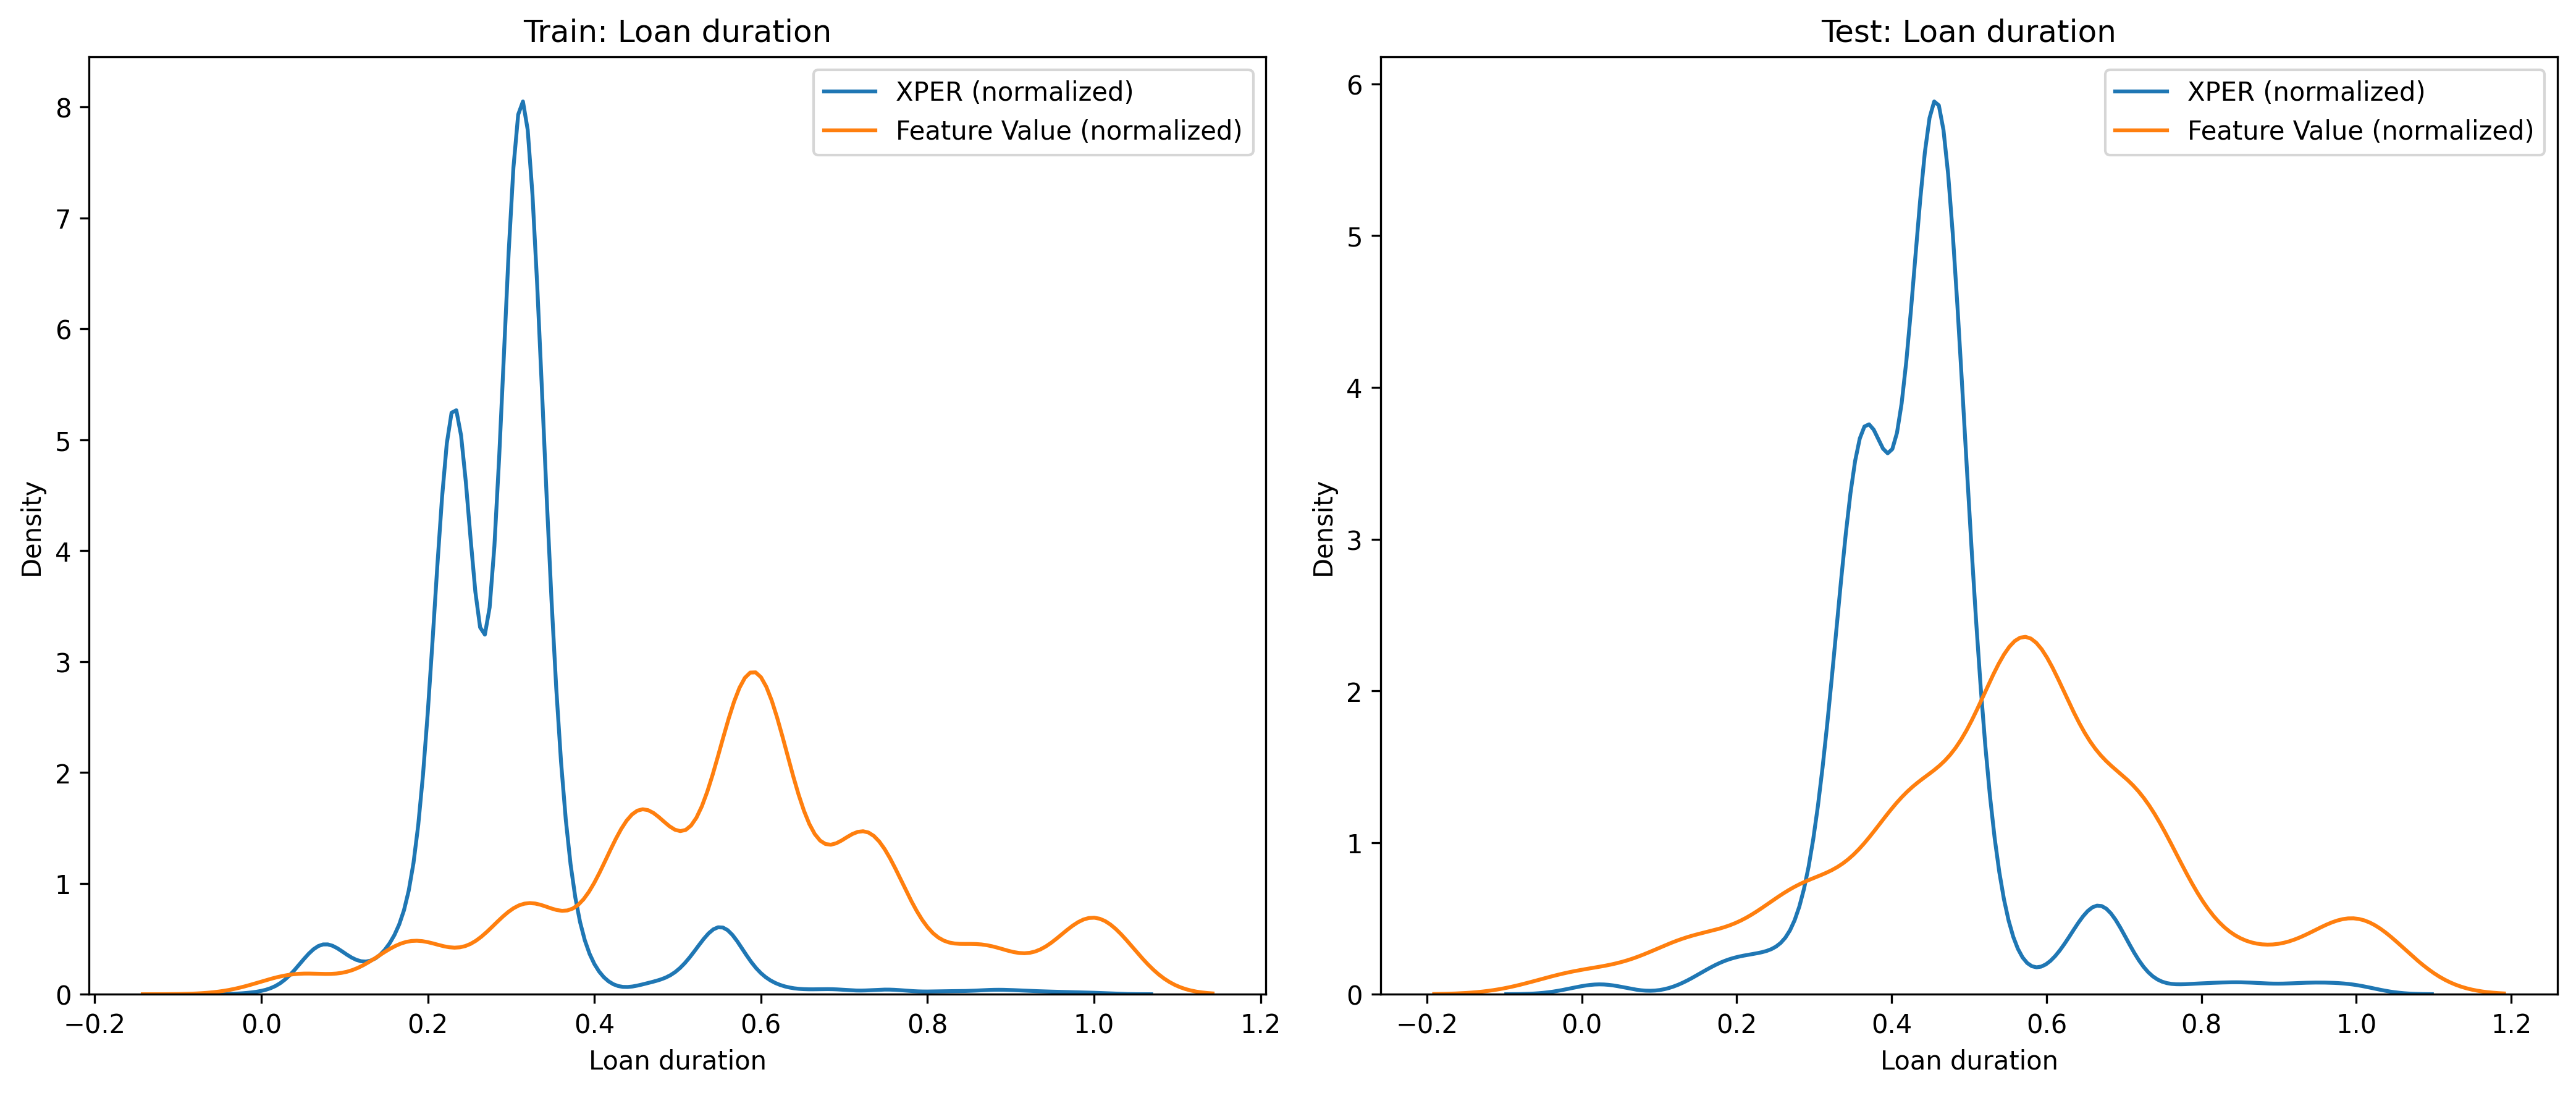 Train: Loan duration
XPER (normalized)
Feature Value (normalized)
Density
8
7
6
5
4
3
2
1
0
−0.2 0.0 0.2 0.4 0.6 0.8 1.0 1.2
Loan duration
Test: Loan duration
XPER (normalized)
Feature Value (normalized)
Density
6
5
4
3
2
1
0
−0.2 0.0 0.2 0.4 0.6 0.8 1.0 1.2
Loan duration